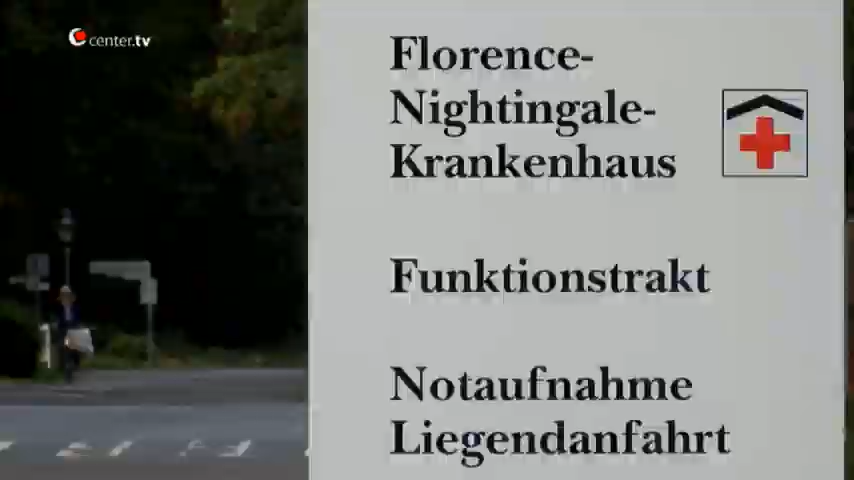 center.tv
Florence-
Nightingale-
Krankenhaus
Funktionstrakt
Notaufnahme
Liegendanfahrt